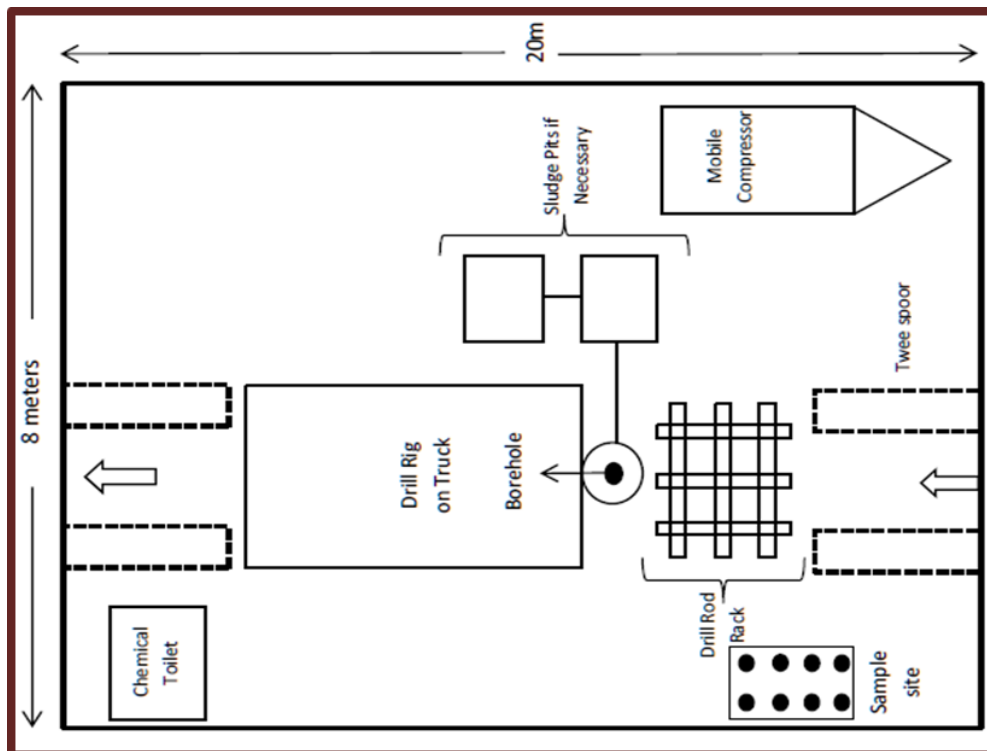 20m
8 meters
Sludge Pits if
Necessary
Mobile
Compressor
Drill Rig
on Truck
Borehole
Twee spoor
Chemical
Toilet
Drill Rod
Rack
Sample
site